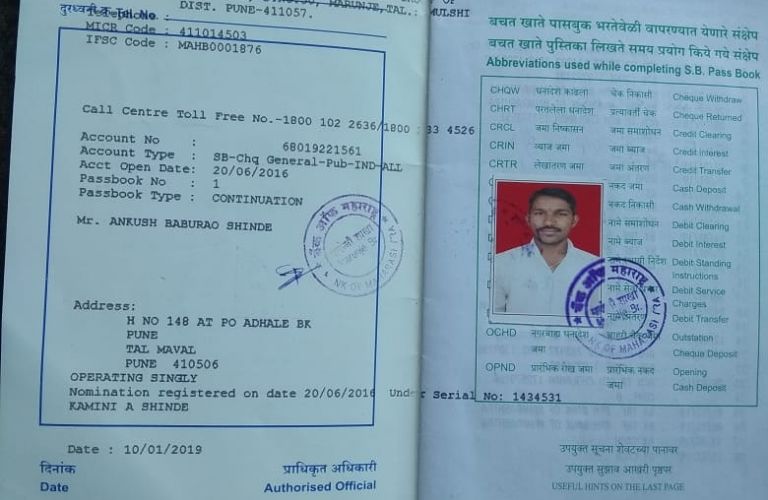 दुरध्वनी क्र. Tel. No.
DIST. PUNE-411057.
MARUNJE, TAL.: MULSHI
MICR Code : 411014503
IFSC Code : MAHB0001876
Call Centre Toll Free No.-1800 102 2636/1800 233 4526
Account No : 68019221561
Account Type : SB-Chq General-Pub-IND-ALL
Acct Open Date: 20/06/2016
Passbook No : 1
Passbook Type : CONTINUATION
Mr. ANKUSH BABURAO SHINDE
Address:
H NO 148 AT PO ADHALE BK
PUNE
TAL MAVAL
PUNE 410506
OPERATING SINGLY
Nomination registered on date 20/06/2016 Under Serial No: 1434531
KAMINI A SHINDE
Date : 10/01/2019
दिनांक प्राधिकृत अधिकारी
Date Authorised Official
बचत खाते पासबुक भरतेवेळी वापरण्यात येणारे संक्षेप
बचत खाते पुस्तिका लिखते समय प्रयोग किये गये संक्षेप
Abbreviations used while completing S.B. Pass Book
CHQW धनादेश काढला चेक निकासी Cheque Withdraw
CHRT परतलेला धनादेश प्रत्यावर्ती चेक Cheque Returned
CRCL जमा निष्कासन जमा समाशोधन Credit Clearing
CRIN व्याज जमा जमा ब्याज Credit Interest
CRTR लेखांतरण जमा जमा अंतरण Credit Transfer
नकद जमा Cash Deposit
नकद निकासी Cash Withdrawal
नामे समाशोधन Debit Clearing
नामे ब्याज Debit Interest
निर्देश Debit Standing
Instructions
नामे Debit Service
Charges
Debit Transfer
OCHD Outstation
जमा Cheque Deposit
OPND प्रारंभिक रोख जमा प्रारंभिक नकद Opening
जमा Cash Deposit
बैंक ऑफ महाराष्ट्र
BANK OF MAHARASHTRA
उपयुक्त सूचना शेवटच्या पानावर
उपयुक्त सुझाव आखरी पृष्ठपर
USEFUL HINTS ON THE LAST PAGE